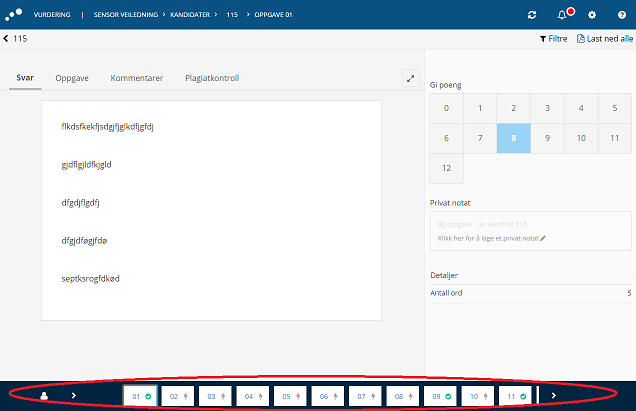 VURDERING | SENSOR VEILEDNING > KANDIDATER > 115 > OPPGAVE 01
115
Filtre Last ned alle
Svar Oppgave Kommentarer Plagiatkontroll
flkdsfkekfjsdgjfjglkdfjgfdj
gjdflgjldfkjgld
dfgdjflgdfj
dfgjdføgjfdø
septksrogfdkød
Gi poeng
0 1 2 3 4 5
6 7 8 9 10 11
12
Privat notat
oppgave 1 av kandidat 115
Klikk her for å lage et privat notat
Detaljer
Antall ord 5
01 02 03 04 05 06 07 08 09 10 11